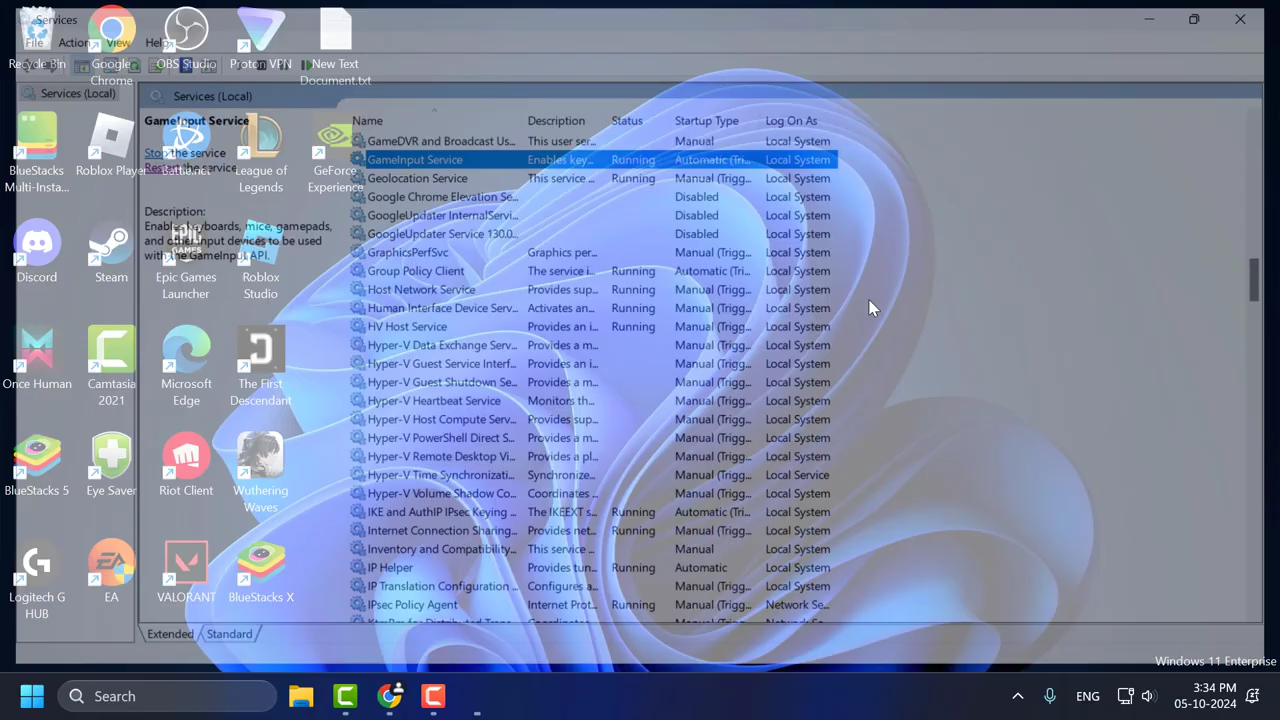 Services
File Action View Help
Services (Local)
Services (Local)
GameInput Service
Stop the service
Restart the service
Description:
Enables keyboards, mice, gamepads,
and other input devices to be used
with the GameInput API.
Name Description Status Startup Type Log On As
GameDVR and Broadcast Us... This user ser... Manual Local System
GameInput Service Enables key... Running Automatic (Tri... Local System
Geolocation Service This service ... Running Manual (Trigg... Local System
Google Chrome Elevation Se... Disabled Local System
GoogleUpdater InternalServi... Disabled Local System
GoogleUpdater Service 130.0... Disabled Local System
GraphicsPerfSvc Graphics per... Manual (Trigg... Local System
Group Policy Client The service i... Running Automatic (Tri... Local System
Host Network Service Provides sup... Running Manual (Trigg... Local System
Human Interface Device Serv... Activates an... Running Manual (Trigg... Local System
HV Host Service Provides an i... Running Manual (Trigg... Local System
Hyper-V Data Exchange Serv... Provides a m... Manual (Trigg... Local System
Hyper-V Guest Service Interf... Provides an i... Manual (Trigg... Local System
Hyper-V Guest Shutdown Se... Provides a m... Manual (Trigg... Local System
Hyper-V Heartbeat Service Monitors th... Manual (Trigg... Local System
Hyper-V Host Compute Serv... Provides sup... Manual (Trigg... Local System
Hyper-V PowerShell Direct S... Provides a m... Manual (Trigg... Local System
Hyper-V Remote Desktop Vi... Provides a pl... Manual (Trigg... Local System
Hyper-V Time Synchronizati... Synchronize... Manual (Trigg... Local Service
Hyper-V Volume Shadow Co... Coordinates ... Manual (Trigg... Local System
IKE and AuthIP IPsec Keying ... The IKEEXT s... Running Automatic (Tri... Local System
Internet Connection Sharing... Provides net... Running Manual (Trigg... Local System
Inventory and Compatibility... This service ... Manual Local System
IP Helper Provides tun... Running Automatic Local System
IP Translation Configuration ... Configures a... Manual (Trigg... Local System
IPsec Policy Agent Internet Prot... Running Manual (Trigg... Network Se...
KtmRm for Distributed Trans... Coordinates ... Manual (Trigg... Network Se...
Extended Standard
Recycle Bin
Google
Chrome
OBS Studio
Proton VPN
New Text
Document.txt
BlueStacks
Multi-Insta...
Roblox Player
Battle.net
League of
Legends
GeForce
Experience
Discord
Steam
EPIC
GAMES
Epic Games
Launcher
Roblox
Studio
Once Human
Camtasia
2021
Microsoft
Edge
The First
Descendant
BlueStacks 5
Eye Saver
Riot Client
Wuthering
Waves
Logitech G
HUB
EA
EA
VALORANT
BlueStacks X
Windows 11 Enterprise
Search
ENG
3:34 PM
05-10-2024